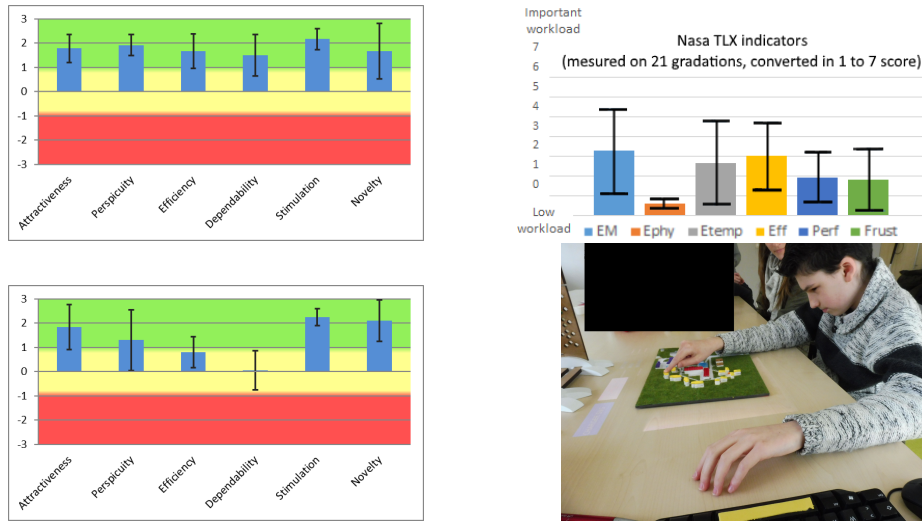 3
2
1
0
-1
-2
-3
Attractiveness
Perspicuity
Efficiency
Dependability
Stimulation
Novelty
Important
workload
Nasa TLX indicators
(mesured on 21 gradations, converted in 1 to 7 score)
7
6
5
4
3
2
1
0
Low
workload
EM
Ephy
Etemp
Eff
Perf
Frust
3
2
1
0
-1
-2
-3
Attractiveness
Perspicuity
Efficiency
Dependability
Stimulation
Novelty